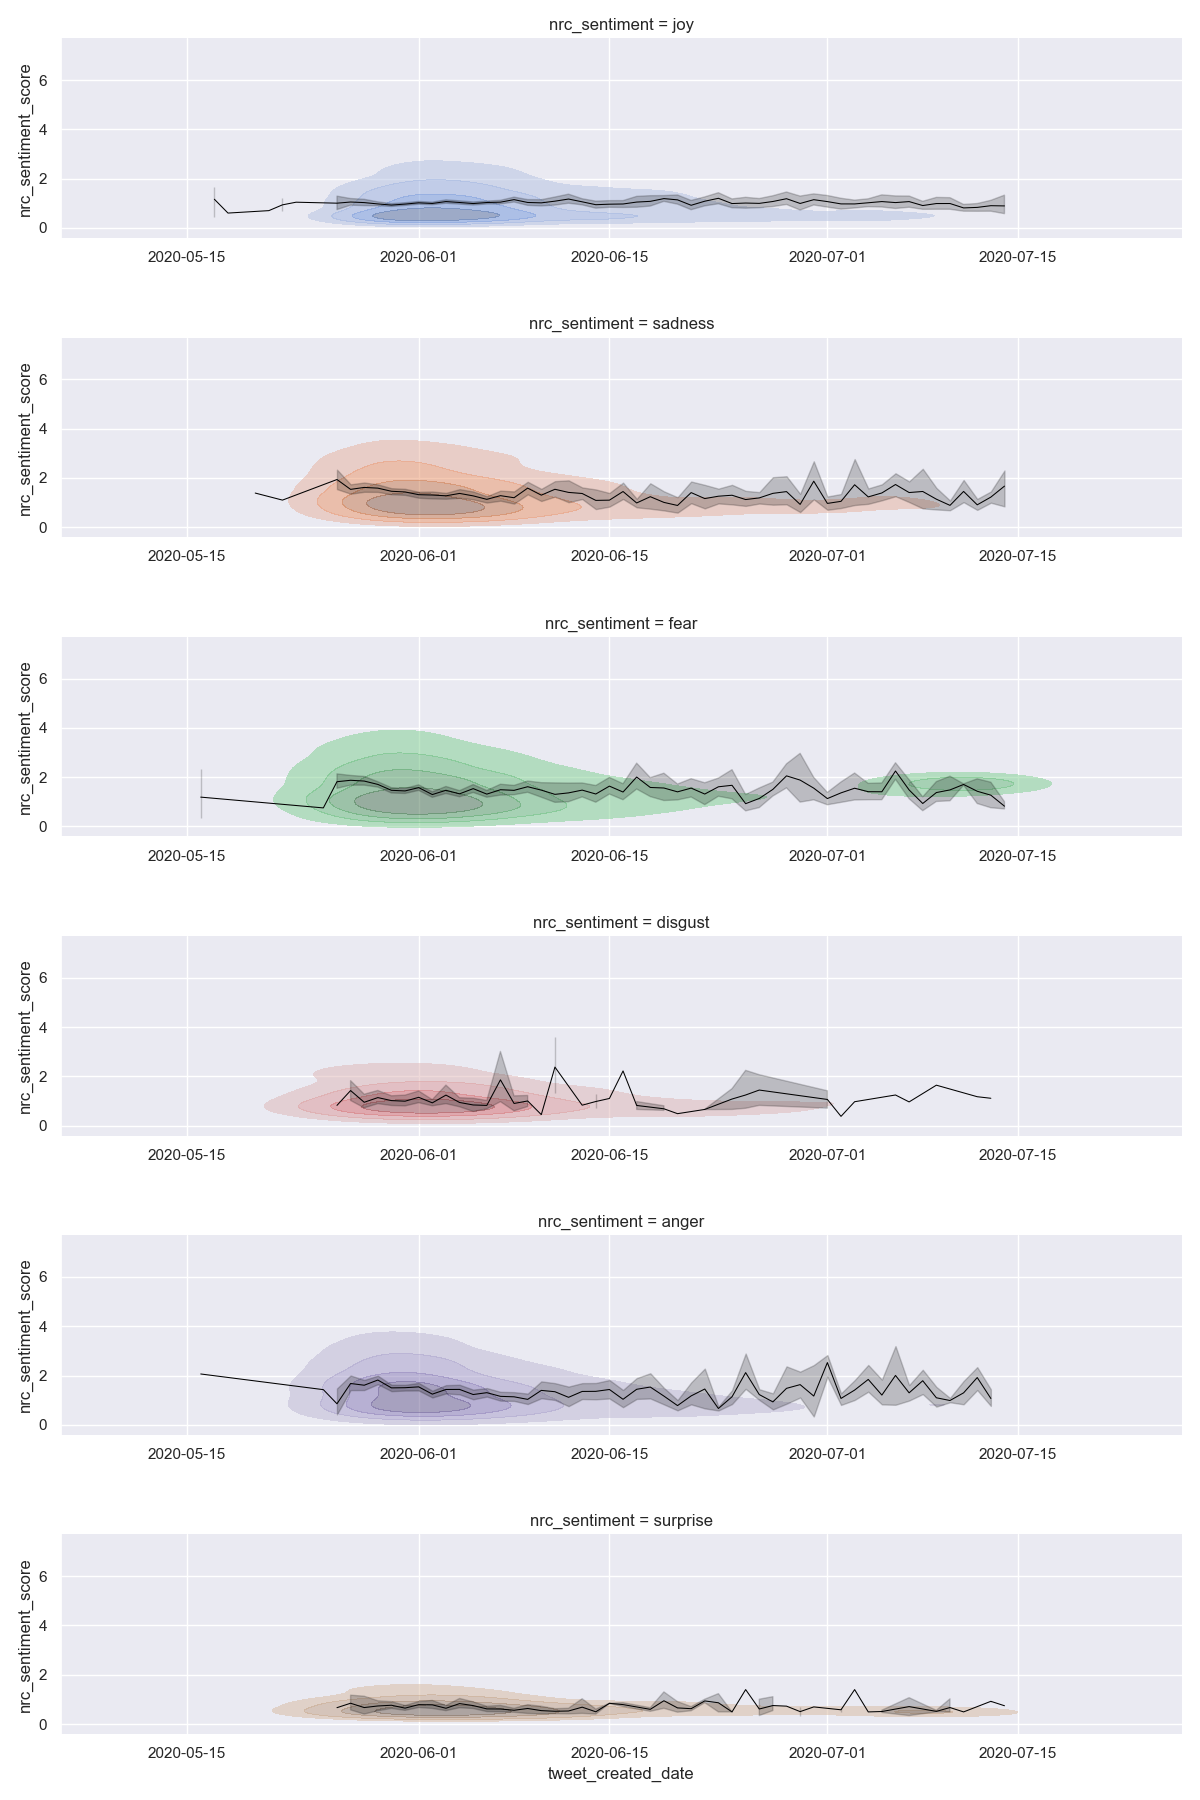 nrc_sentiment = joy
nrc_sentiment_score
6
4
2
0
2020-05-15 2020-06-01 2020-06-15 2020-07-01 2020-07-15
nrc_sentiment = sadness
nrc_sentiment_score
6
4
2
0
2020-05-15 2020-06-01 2020-06-15 2020-07-01 2020-07-15
nrc_sentiment = fear
nrc_sentiment_score
6
4
2
0
2020-05-15 2020-06-01 2020-06-15 2020-07-01 2020-07-15
nrc_sentiment = disgust
nrc_sentiment_score
6
4
2
0
2020-05-15 2020-06-01 2020-06-15 2020-07-01 2020-07-15
nrc_sentiment = anger
nrc_sentiment_score
6
4
2
0
2020-05-15 2020-06-01 2020-06-15 2020-07-01 2020-07-15
nrc_sentiment = surprise
nrc_sentiment_score
6
4
2
0
2020-05-15 2020-06-01 2020-06-15 2020-07-01 2020-07-15
tweet_created_date